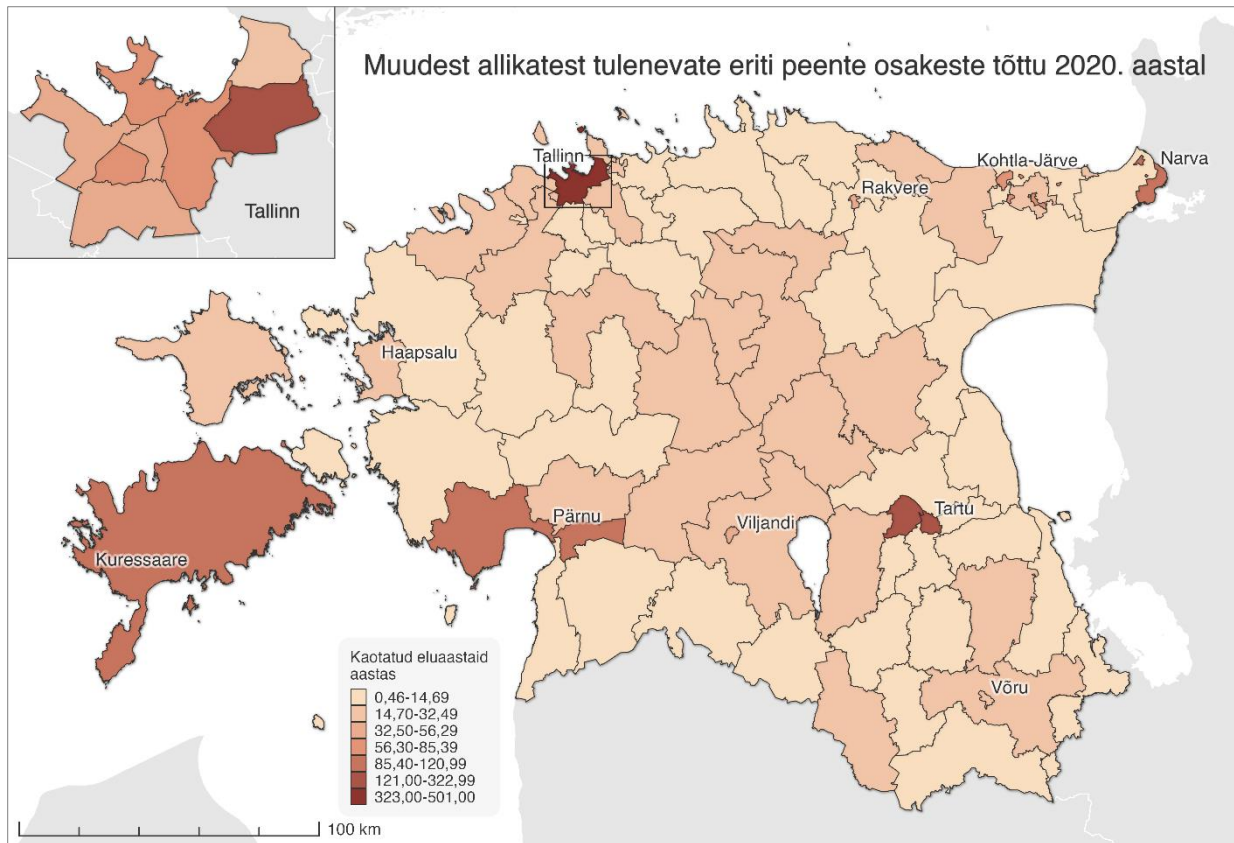 Muudest allikatest tulenevate eriti peente osakeste tõttu 2020. aastal
Tallinn
Tallinn
Kohtla-Järve
Narva
Rakvere
Haapsalu
Pärnu
Viljandi
Tartu
Kuressaare
Võru
Kaotatud eluaastaid
aastas
0,46-14,69
14,70-32,49
32,50-56,29
56,30-85,39
85,40-120,99
121,00-322,99
323,00-501,00
100 km